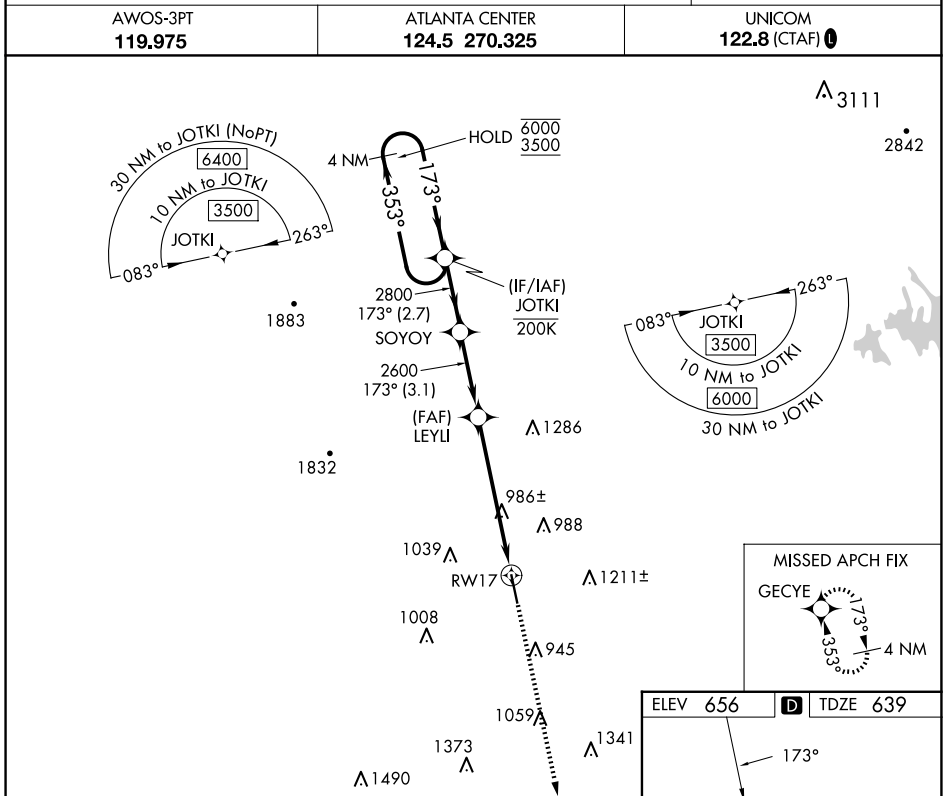 AWOS-3PT
119.975
ATLANTA CENTER
124.5 270.325
UNICOM
122.8 (CTAF) L
3111
2842
HOLD 6000
3500
4 NM
173°
353°
30 NM to JOTKI (NoPT)
6400
10 NM to JOTKI
3500
JOTKI
083°
263°
(IF/IAF)
JOTKI
200K
2800
173° (2.7)
SOYOY
1883
083°
263°
JOTKI
3500
10 NM to JOTKI
6000
30 NM to JOTKI
2600
173° (3.1)
(FAF)
LEYLI
1286
1832
986±
988
1039
RW17
1211±
MISSED APCH FIX
GECYE
173°
353°
4 NM
1008
945
ELEV 656 D TDZE 639
1059
173°
1373
1341
1490